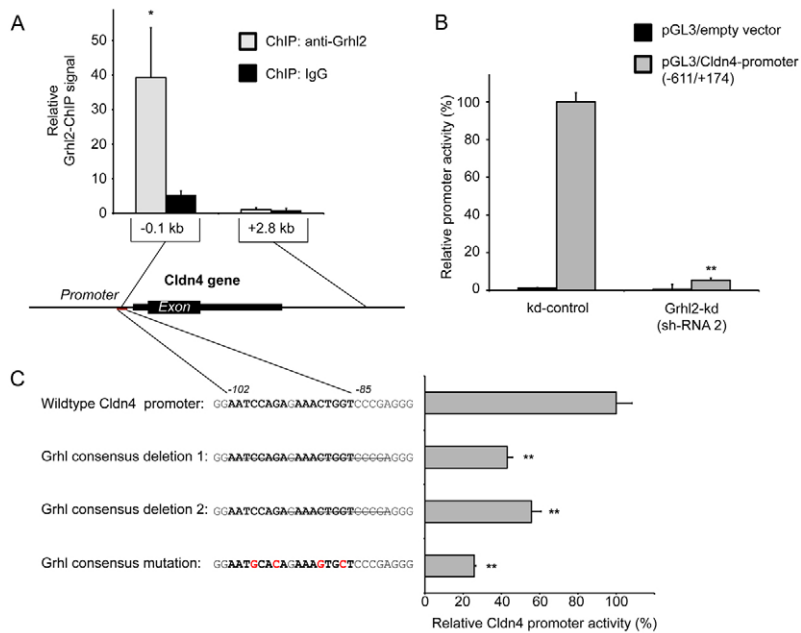 A
*
50
40
30
20
10
0
Relative
Grhl2-ChIP signal
ChIP: anti-Grhl2
ChIP: IgG
-0.1 kb
+2.8 kb
Promoter
Cldn4 gene
Exon
B
pGL3/empty vector
pGL3/Cldn4-promoter
(-611/+174)
Relative promoter activity (%)
100
80
60
40
20
0
**
kd-control
Grhl2-kd
(sh-RNA 2)
C
-102
-85
Wildtype Cldn4 promoter: GGAATCCAGAGAAACTGGTCCCGAGGG
Grhl consensus deletion 1: GGAATCCAGAGAAACTGGTCCCGAGGG
**
Grhl consensus deletion 2: GGAATCCAGAGAAACTGGTCCCGAGGG
**
Grhl consensus mutation: GGAATGCACAGAAAGTGCTCCCGAGGG
**
0 20 40 60 80 100
Relative Cldn4 promoter activity (%)